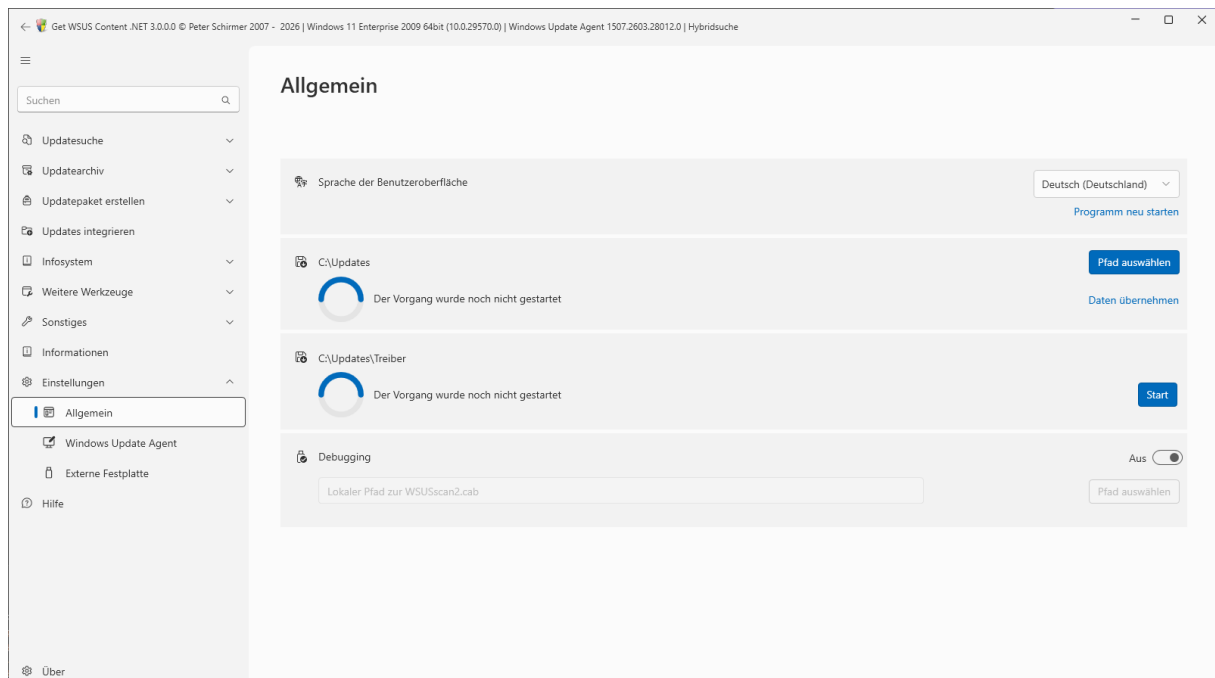 Get WSUS Content .NET 3.0.0.0 © Peter Schirmer 2007 - 2026 | Windows 11 Enterprise 2009 64bit (10.0.29570.0) | Windows Update Agent 1507.2603.28012.0 | Hybridsuche
Suchen
Updatesuche
Updatearchiv
Updatepaket erstellen
Updates integrieren
Infosystem
Weitere Werkzeuge
Sonstiges
Informationen
Einstellungen
Allgemein
Windows Update Agent
Externe Festplatte
Hilfe
Über
Allgemein
Sprache der Benutzeroberfläche
Deutsch (Deutschland)
Programm neu starten
C:\Updates
Pfad auswählen
Der Vorgang wurde noch nicht gestartet
Daten übernehmen
C:\Updates\Treiber
Der Vorgang wurde noch nicht gestartet
Start
Debugging
Aus
Lokaler Pfad zur WSUSscan2.cab
Pfad auswählen